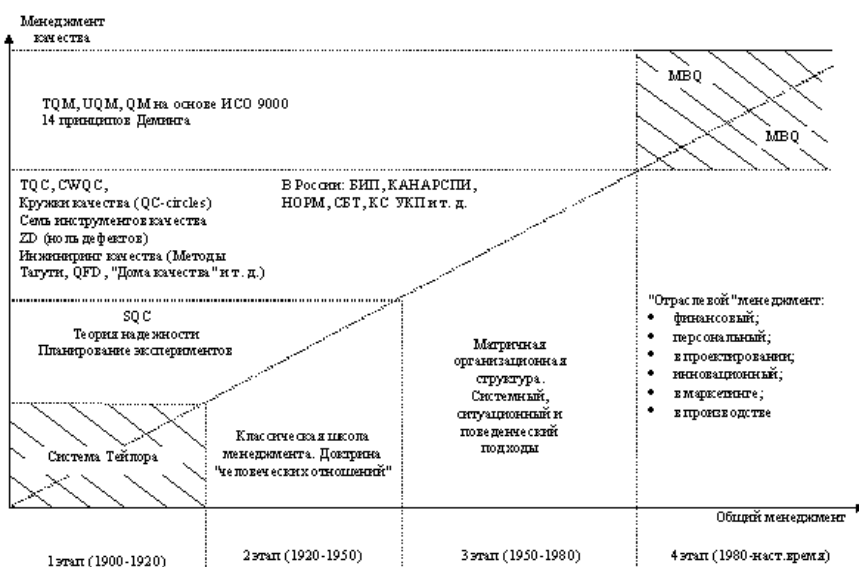 Менеджмент
качества
MBQ
MBQ
TQM, UQM, QM на основе ИСО 9000
14 принципов Деминга
TQC, CWQC,
Кружки качества (QC-circles)
Семь инструментов качества
ZD (ноль дефектов)
Инжиниринг качества (Методы
Тагути, QFD, "Дома качества" и т. д.)
В России: БИП, КАНАРСПИ,
НОРМ, СБТ, КС УКП и т. д.
SQC
Теория надежности
Планирование экспериментов
Матричная
организационная
структура.
Системный,
ситуационный и
поведенческий
подходы
"Отраслевой" менеджмент:
• финансовый;
• персональный;
• в проектировании;
• инновационный;
• в маркетинге;
• в производстве
Система Тейлора
Классическая школа
менеджмента. Доктрина
"человеческих отношений"
Общий менеджмент
1 этап (1900-1920)
2 этап (1920-1950)
3 этап (1950-1980)
4 этап (1980-наст.время)